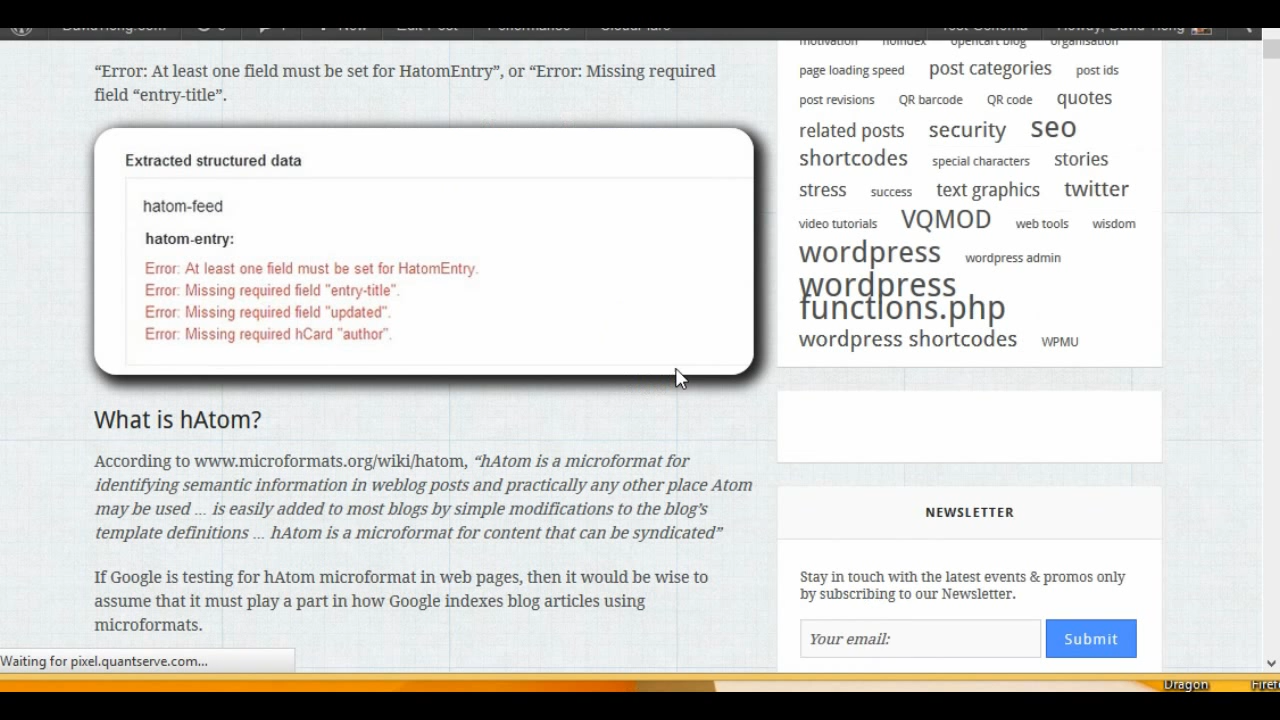 “Error: At least one field must be set for HatomEntry”, or “Error: Missing required
field “entry-title”.
Extracted structured data
hatom-feed
hatom-entry:
Error: At least one field must be set for HatomEntry.
Error: Missing required field "entry-title".
Error: Missing required field "updated".
Error: Missing required hCard "author".
What is hAtom?
According to www.microformats.org/wiki/hatom, “hAtom is a microformat for
identifying semantic information in weblog posts and practically any other place Atom
may be used ... is easily added to most blogs by simple modifications to the blog’s
template definitions ... hAtom is a microformat for content that can be syndicated”
If Google is testing for hAtom microformat in web pages, then it would be wise to
assume that it must play a part in how Google indexes blog articles using
microformats.
Waiting for pixel.quantserve.com...
motivation noindex opencart blog organisation
page loading speed post categories post ids
post revisions QR barcode QR code quotes
related posts security seo
shortcodes special characters stories
stress success text graphics twitter
video tutorials VQMOD web tools wisdom
wordpress wordpress admin
wordpress
functions.php
wordpress shortcodes WPMU
NEWSLETTER
Stay in touch with the latest events & promos only
by subscribing to our Newsletter.
Your email: Submit
Dragon